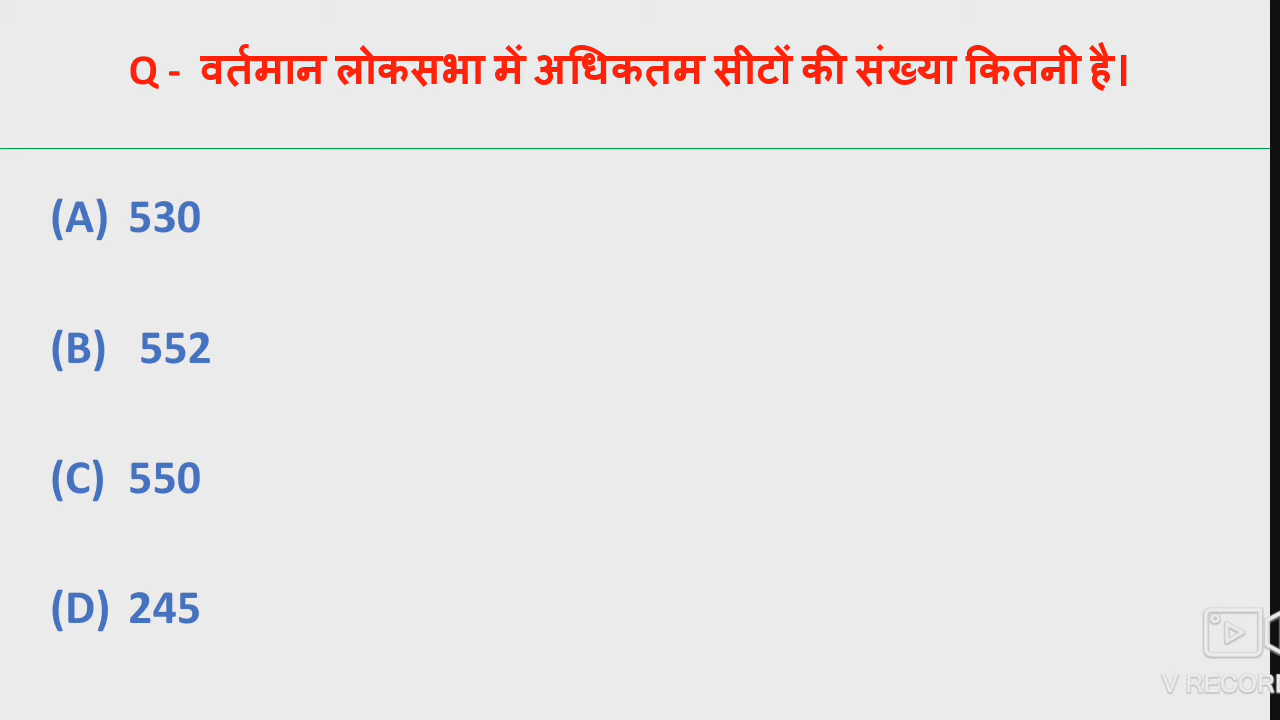 Q - वर्तमान लोकसभा में अधिकतम सीटों की संख्या कितनी है।
(A) 530
(B) 552
(C) 550
(D) 245
V RECOR